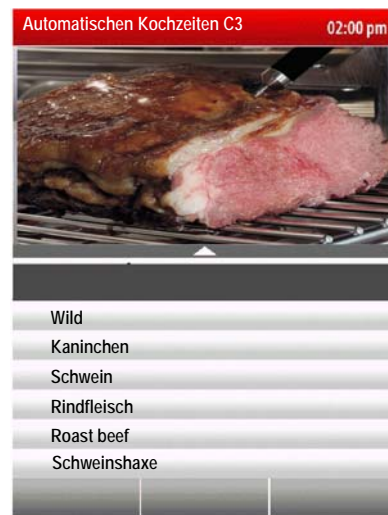 Automatischen Kochzeiten C3
02:00 pm
Wild
Kaninchen
Schwein
Rindfleisch
Roast beef
Schweinshaxe